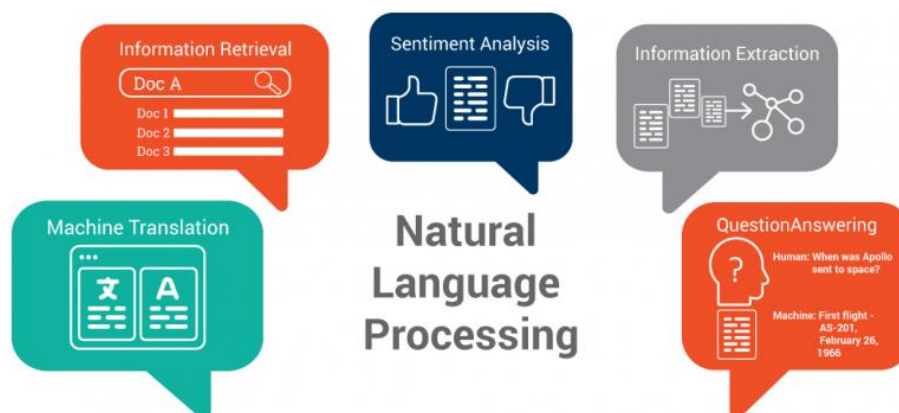 Information Retrieval
Doc A
Doc 1
Doc 2
Doc 3
Sentiment Analysis
Information Extraction
Machine Translation
文 A
Natural
Language
Processing
QuestionAnswering
?
Human: When was Apollo
sent to space?
Machine: First flight -
AS-201,
February 26,
1966